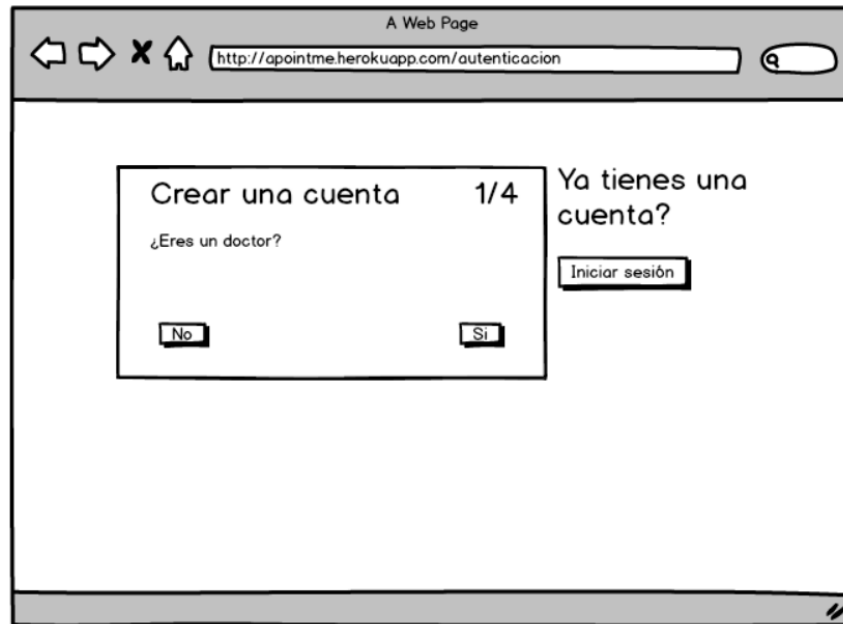 A Web Page
http://apointme.herokuapp.com/autenticacion
Crear una cuenta 1/4
¿Eres un doctor?
No Si
Ya tienes una
cuenta?
Iniciar sesión